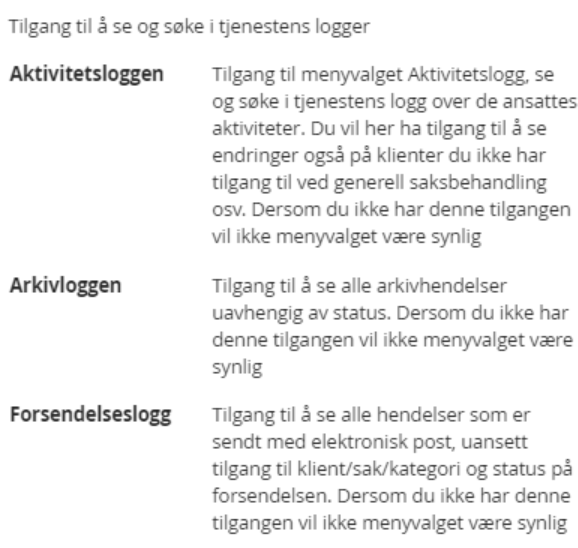 Tilgang til å se og søke i tjenestens logger
Aktivitetsloggen Tilgang til menyvalget Aktivitetslogg, se
og søke i tjenestens logg over de ansattes
aktiviteter. Du vil her ha tilgang til å se
endringer også på klienter du ikke har
tilgang til ved generell saksbehandling
osv. Dersom du ikke har denne tilgangen
vil ikke menyvalget være synlig
Arkivloggen Tilgang til å se alle arkivhendelser
uavhengig av status. Dersom du ikke har
denne tilgangen vil ikke menyvalget være
synlig
Forsendelseslogg Tilgang til å se alle hendelser som er
sendt med elektronisk post, uansett
tilgang til klient/sak/kategori og status på
forsendelsen. Dersom du ikke har denne
tilgangen vil ikke menyvalget være synlig